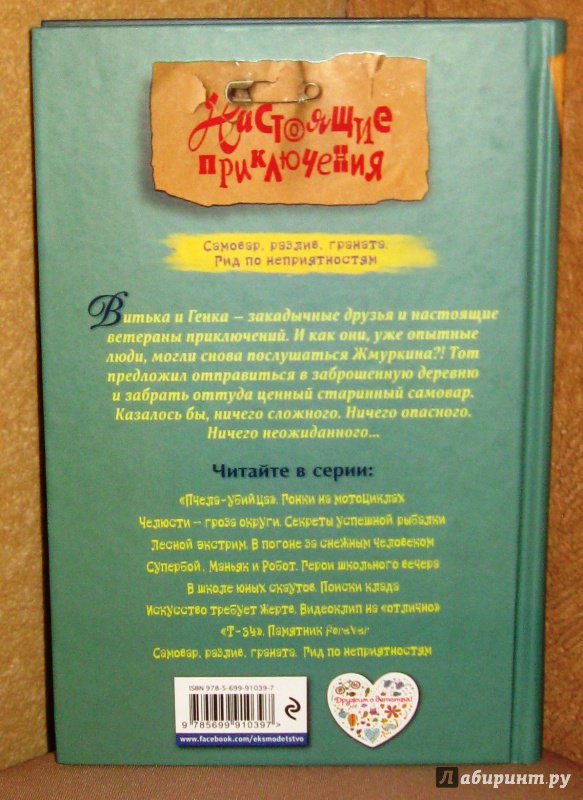 Настоящие
приключения
Самовар, разлив, граната.
Гид по неприятностям
Витька и Генка – закадычные друзья и настоящие
ветераны приключений. И как они, уже опытные
люди, могли снова послушаться Жмуркина?! Тот
предложил отправиться в заброшенную деревню
и забрать оттуда ценный старинный самовар.
Казалось бы, ничего сложного. Ничего опасного.
Ничего неожиданного...
Читайте в серии:
«Пчела-убийца». Гонки на мотоциклах
Челюсти – гроза округи. Секреты успешной рыбалки
Лесной экстрим. В погоне за снежным человеком
Супербой, Маньяк и Робот. Герои школьного вечера
В школе юных скаутов. Поиски клада
Искусство требует жертв. Видеоклип на «отлично»
«Т-34». Памятник forever
Самовар, разлив, граната. Гид по неприятностям
ISBN 978-5-699-91039-7
9 785699 910397 >
www.facebook.com/eksmodetstvo
Дружим с детства!
Лабиринт.ру